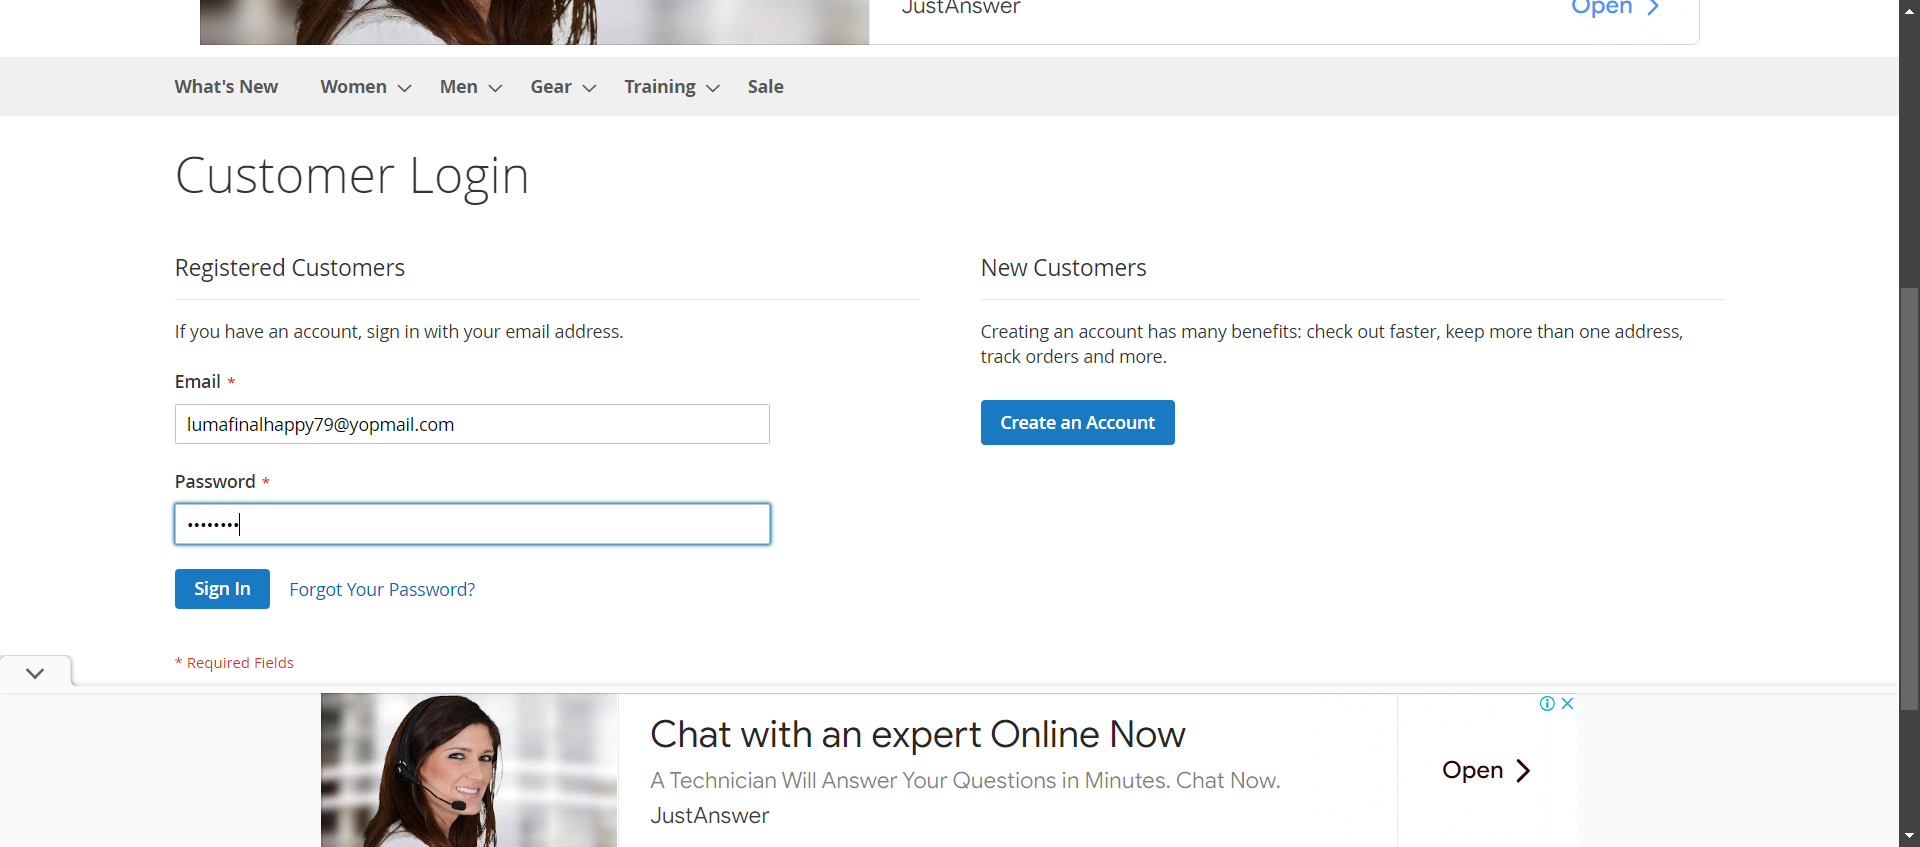 JustAnswer
Open
What's New Women Men Gear Training Sale
Customer Login
Registered Customers
If you have an account, sign in with your email address.
Email *
lumafinalhappy79@yopmail.com
Password *
••••••••
Sign In Forgot Your Password?
* Required Fields
New Customers
Creating an account has many benefits: check out faster, keep more than one address,
track orders and more.
Create an Account
Chat with an expert Online Now
A Technician Will Answer Your Questions in Minutes. Chat Now.
JustAnswer
Open